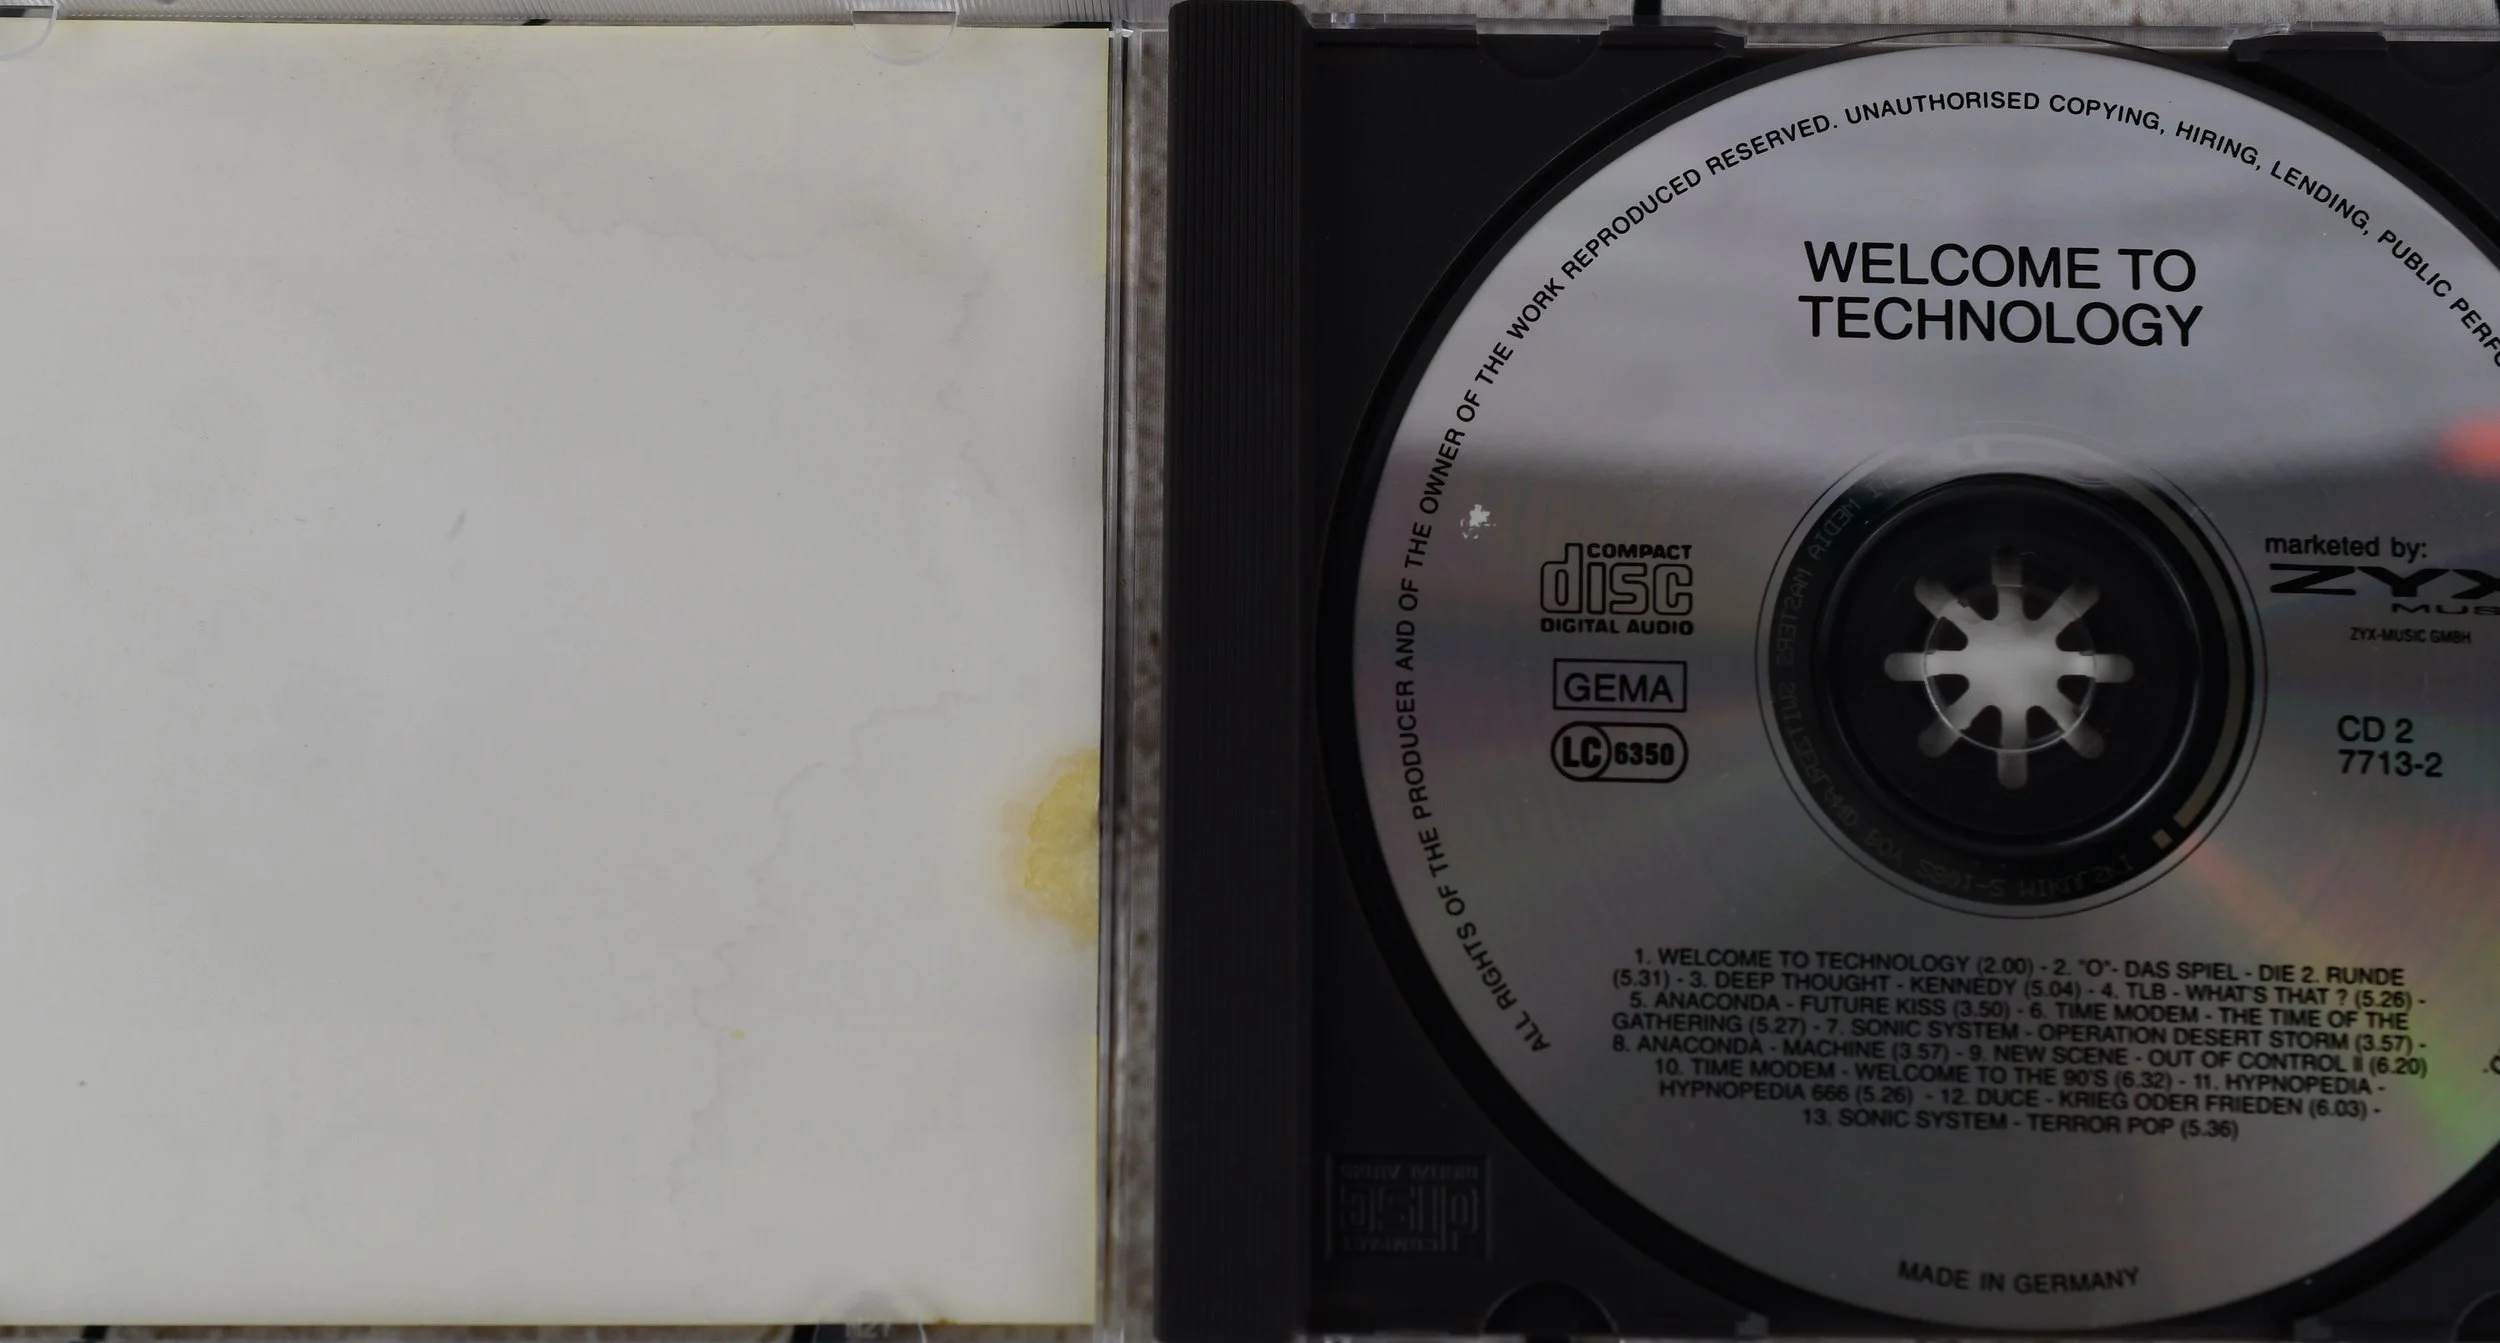 ALL RIGHTS OF THE PRODUCER AND OF THE OWNER OF THE WORK REPRODUCED RESERVED. UNAUTHORISED COPYING, HIRING, LENDING, PUBLIC
WELCOME TO
TECHNOLOGY
COMPACT
disc
DIGITAL AUDIO
GEMA
LC 6350
marketed by:
ZYX
ZYX-MUSIC GMBH
CD 2
7713-2
1. WELCOME TO TECHNOLOGY (2.00) - 2. "O"- DAS SPIEL - DIE 2. RUNDE
(5.31) - 3. DEEP THOUGHT - KENNEDY (5.04) - 4. TLB - WHAT'S THAT ? (5.26) -
5. ANACONDA - FUTURE KISS (3.50) - 6. TIME MODEM - THE TIME OF THE
GATHERING (5.27) - 7. SONIC SYSTEM - OPERATION DESERT STORM (3.57) -
8. ANACONDA - MACHINE (3.57) - 9. NEW SCENE - OUT OF CONTROL II (6.20)
10. TIME MODEM - WELCOME TO THE 90'S (6.32) - 11. HYPNOPEDIA -
HYPNOPEDIA 666 (5.26) - 12. DUCE - KRIEG ODER FRIEDEN (6.03) -
13. SONIC SYSTEM - TERROR POP (5.36)
MADE IN GERMANY
COMPACT
disc
DIGITAL AUDIO